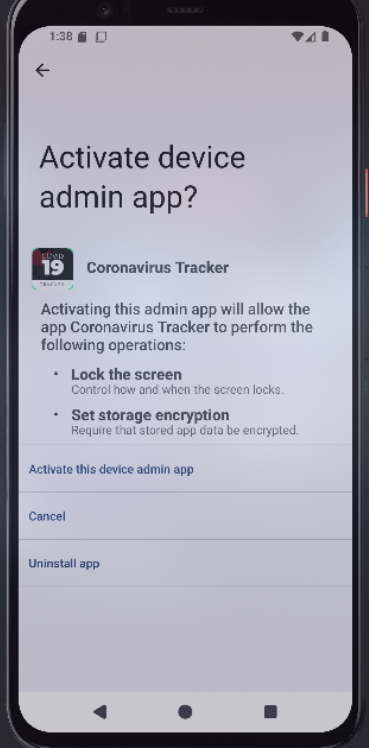 1:38
Activate device
admin app?
COVID
19
TRACKER
Coronavirus Tracker
Activating this admin app will allow the
app Coronavirus Tracker to perform the
following operations:
• Lock the screen
Control how and when the screen locks.
• Set storage encryption
Require that stored app data be encrypted.
Activate this device admin app
Cancel
Uninstall app